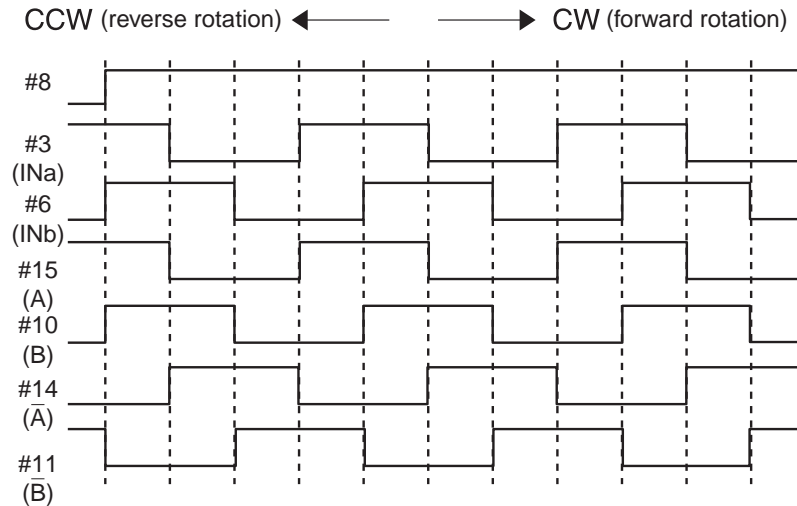 CCW (reverse rotation) CW (forward rotation)
#8
#3
(INa)
#6
(INb)
#15
(A)
#10
(B)
#14
(A̅)
#11
(B̅)